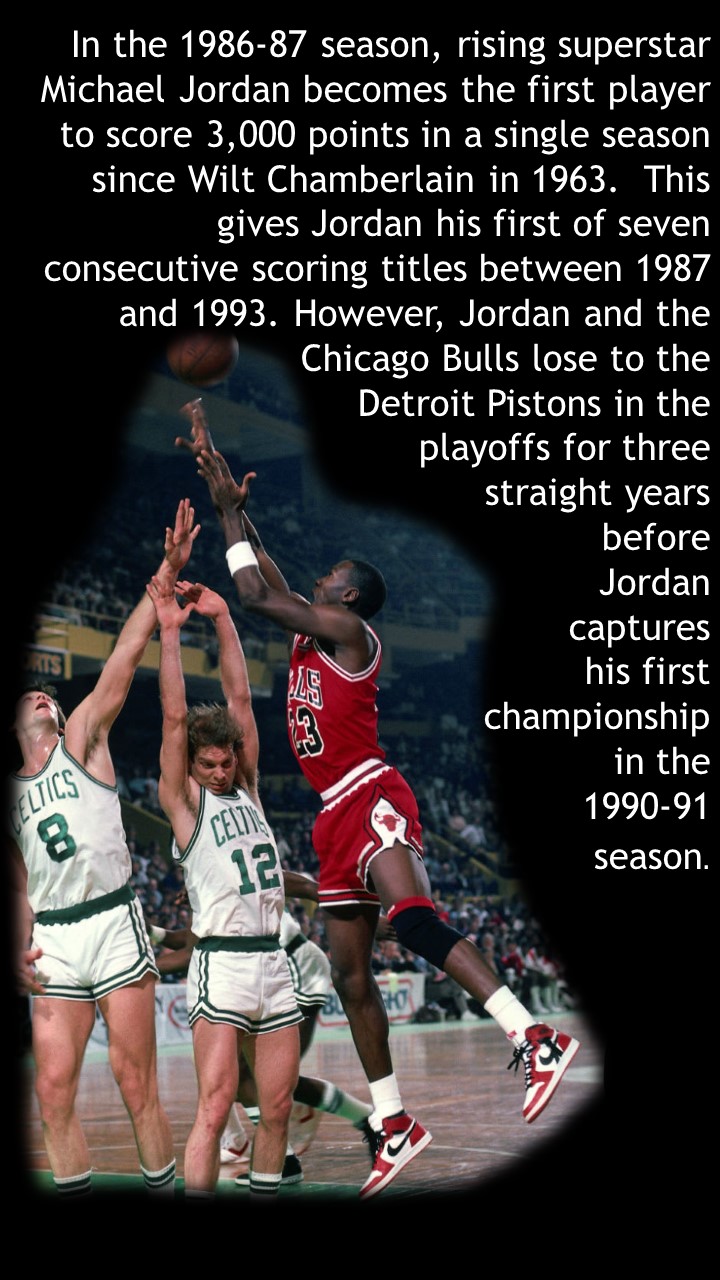 In the 1986-87 season, rising superstar
Michael Jordan becomes the first player
to score 3,000 points in a single season
since Wilt Chamberlain in 1963.  This
gives Jordan his first of seven
consecutive scoring titles between 1987
and 1993. However, Jordan and the
Chicago Bulls lose to the
Detroit Pistons in the
playoffs for three
straight years
before
Jordan
captures
his first
championship
in the
1990-91
season.
ORTS
LLS
23
CELTICS
8
CELTICS
12